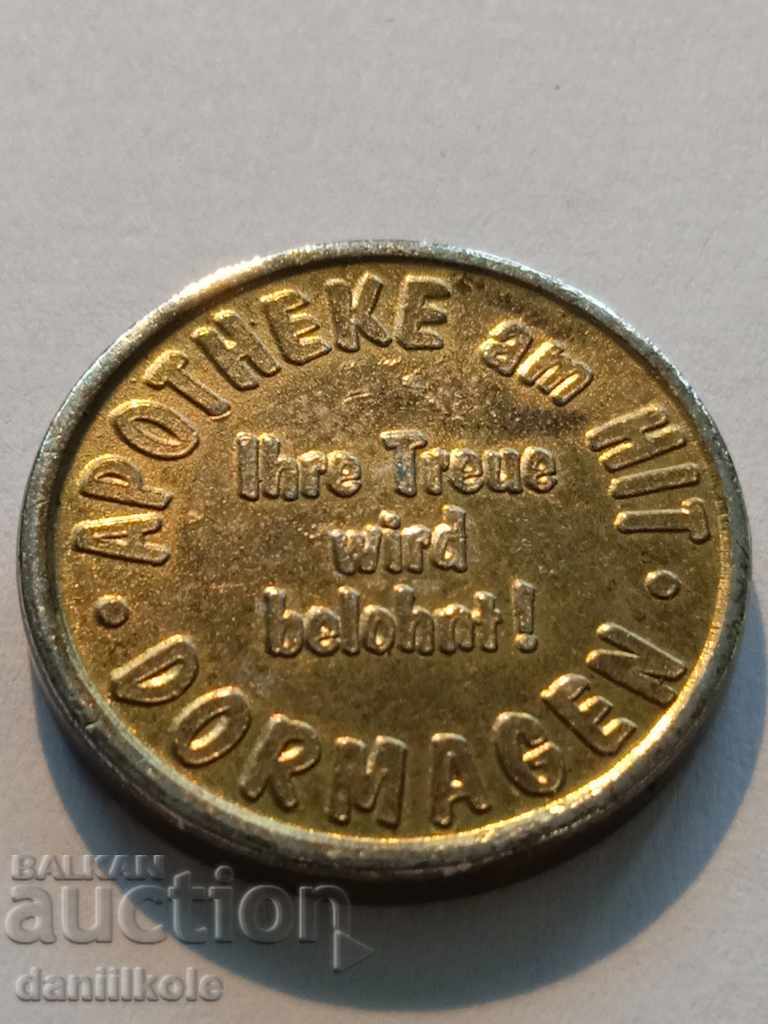 APOTHEKE am HIT
Ihre Treue
wird
belohnt!
• DORMAGEN •
BALKAN
auction
daniilkole